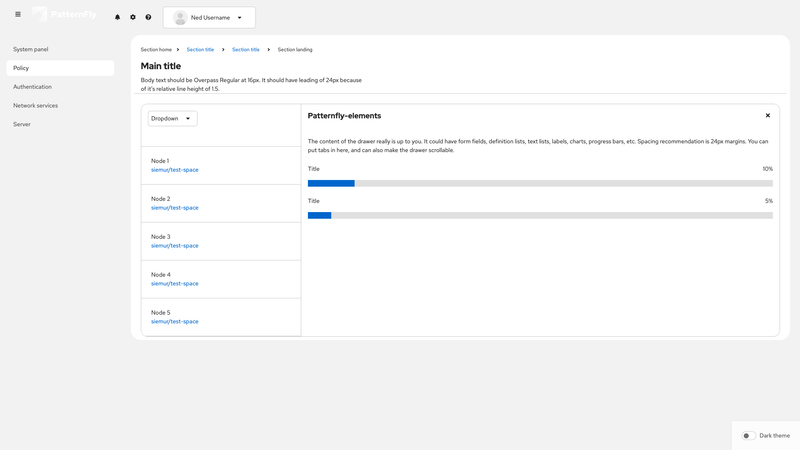 PatternFly
Ned Username
System panel
Policy
Authentication
Network services
Server
Section home
Section title
Section title
Section landing
Main title
Body text should be Overpass Regular at 16px. It should have leading of 24px because
of it's relative line height of 1.5.
Dropdown
Node 1
siemur/test-space
Node 2
siemur/test-space
Node 3
siemur/test-space
Node 4
siemur/test-space
Node 5
siemur/test-space
Patternfly-elements
The content of the drawer really is up to you. It could have form fields, definition lists, text lists, labels, charts, progress bars, etc. Spacing recommendation is 24px margins. You can
put tabs in here, and can also make the drawer scrollable.
Title 10%
Title 5%
Dark theme